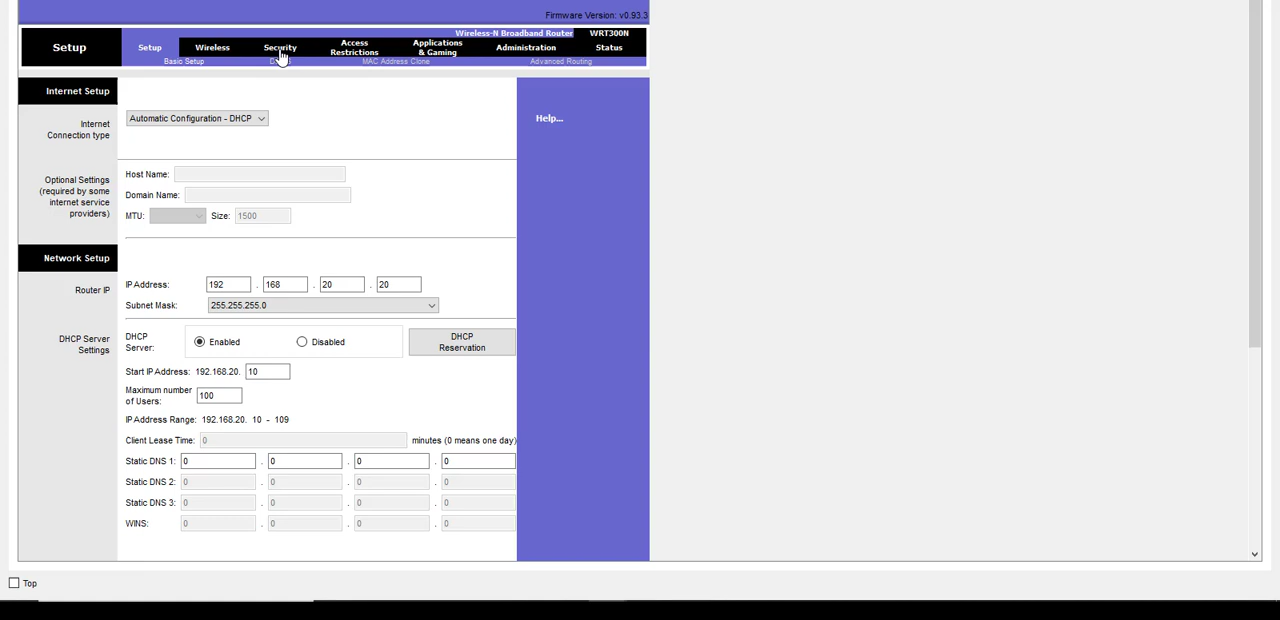 Firmware Version: v0.93.3
Wireless-N Broadband Router WRT300N
Setup
Setup Wireless Security Access Restrictions Applications & Gaming Administration Status
Basic Setup MAC Address Clone Advanced Routing
Internet Setup
Internet Connection type
Automatic Configuration - DHCP
Help...
Optional Settings
(required by some
internet service
providers)
Host Name:
Domain Name:
MTU: Size: 1500
Network Setup
Router IP
IP Address: 192 . 168 . 20 . 20
Subnet Mask: 255.255.255.0
DHCP Server
Settings
DHCP
Server:
Enabled Disabled
DHCP
Reservation
Start IP Address: 192.168.20. 10
Maximum number
of Users: 100
IP Address Range: 192.168.20. 10 - 109
Client Lease Time: 0 minutes (0 means one day)
Static DNS 1: 0 . 0 . 0 . 0
Static DNS 2: 0 . 0 . 0 . 0
Static DNS 3: 0 . 0 . 0 . 0
WINS: 0 . 0 . 0 . 0
Top